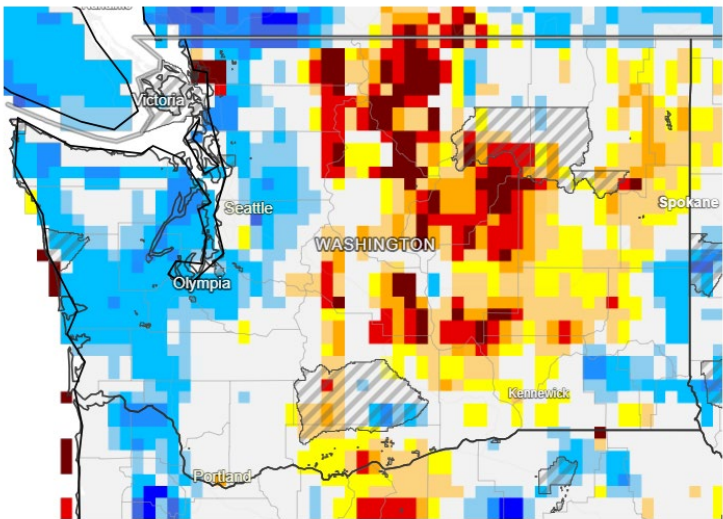 Victoria
Seattle
Spokane
WASHINGTON
Olympia
Kennewick
Portland